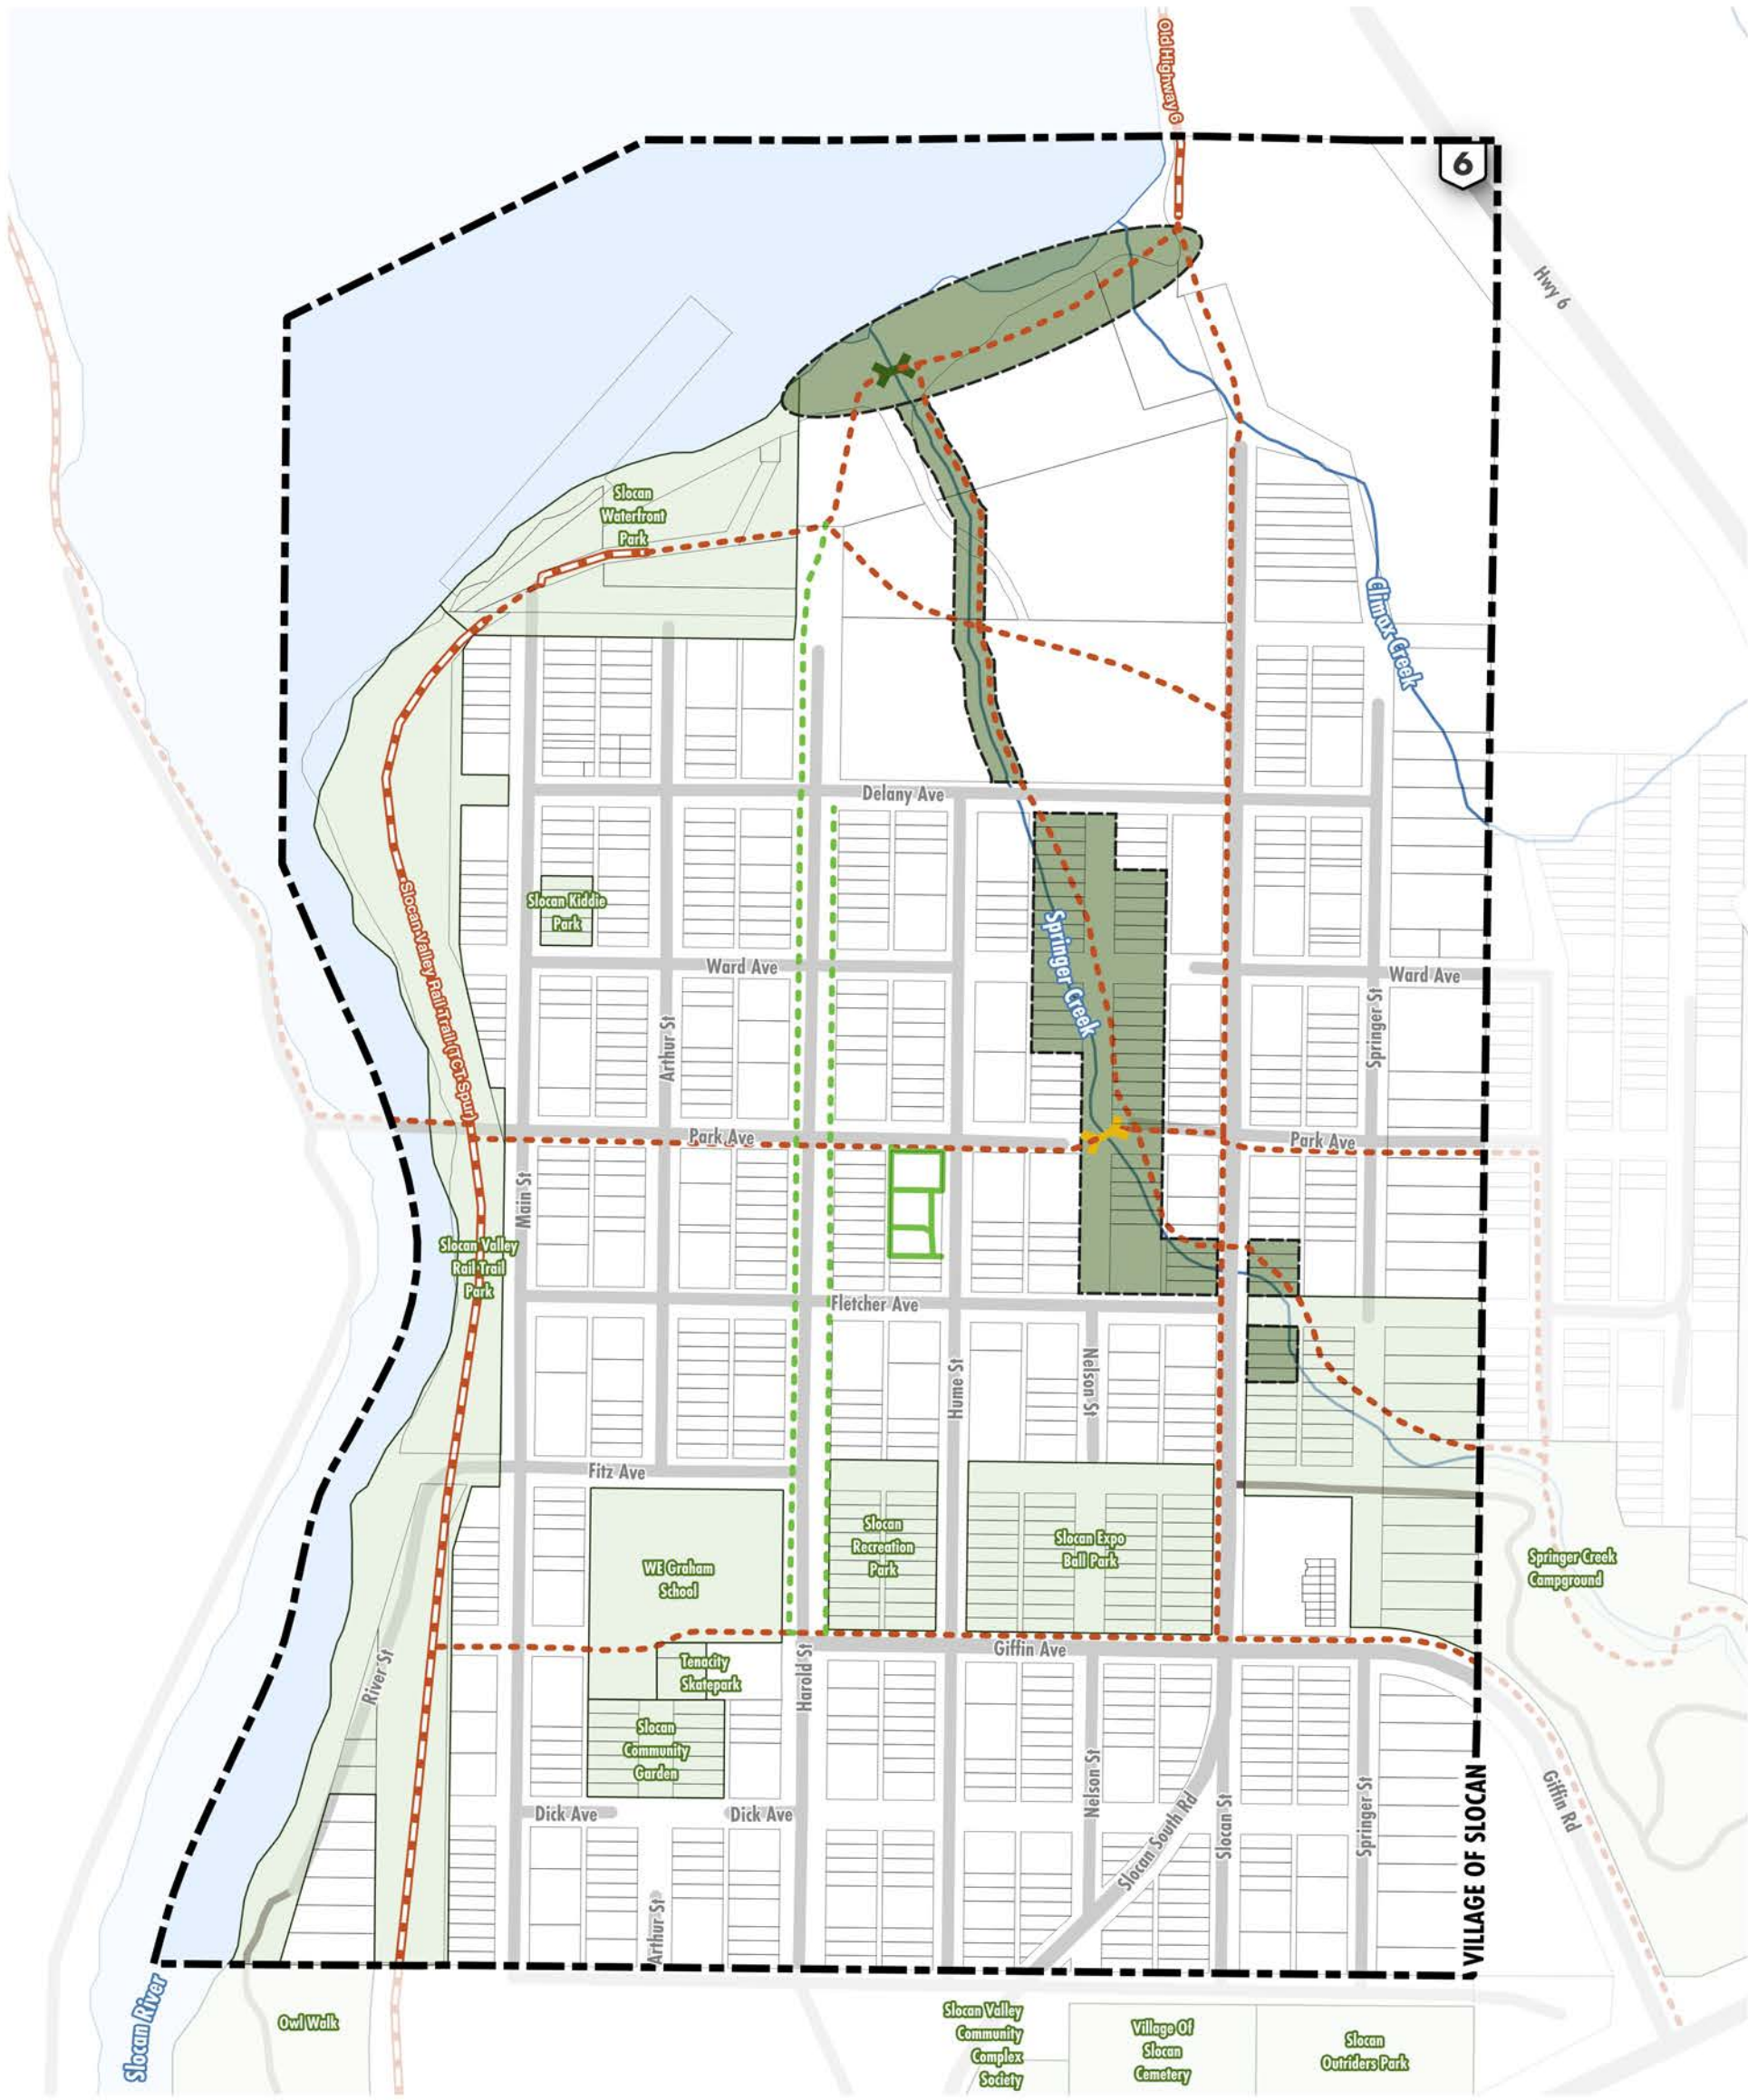 Old Highway 6
6
Hwy 6
Slocan
Waterfront
Park
Climax Creek
Delany Ave
Slocan Kiddie
Park
Slocan Valley Rail Trail (TCT Spur)
Springer Creek
Ward Ave
Ward Ave
Arthur St
Springer St
Park Ave
Park Ave
Main St
Slocan Valley
Rail Trail
Park
Fletcher Ave
Hume St
Nelson St
Fitz Ave
WE Graham
School
Slocan
Recreation
Park
Slocan Expo
Ball Park
Springer Creek
Campground
Giffin Ave
River St
Tenacity
Skatepark
Harold St
Slocan
Community
Garden
Dick Ave
Dick Ave
Nelson St
Slocan South Rd
Slocan St
Springer St
Giffin Rd
VILLAGE OF SLOCAN
Arthur St
Slocan River
Owl Walk
Slocan Valley
Community
Complex
Society
Village Of
Slocan
Cemetery
Slocan
Outriders Park